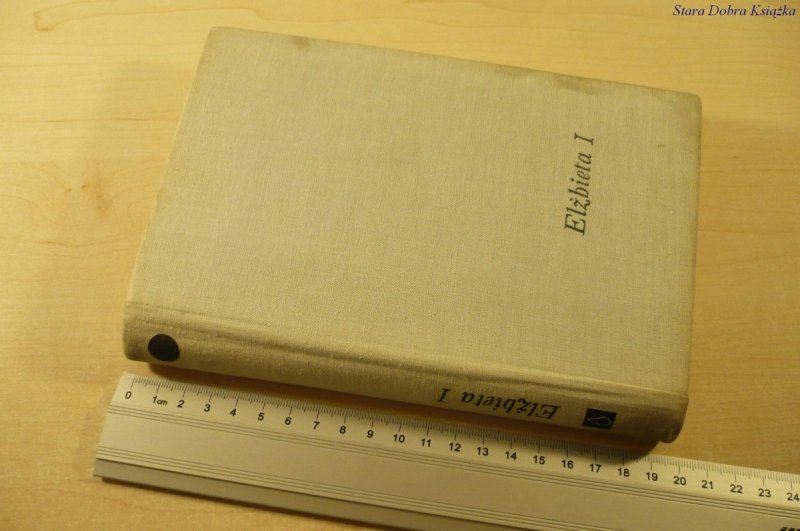 Stara Dobra Książka
Elżbieta I
Elżbieta I
0 1cm 2 3 4 5 6 7 8 9 10 11 12 13 14 15 16 17 18 19 20 21 22 23 24